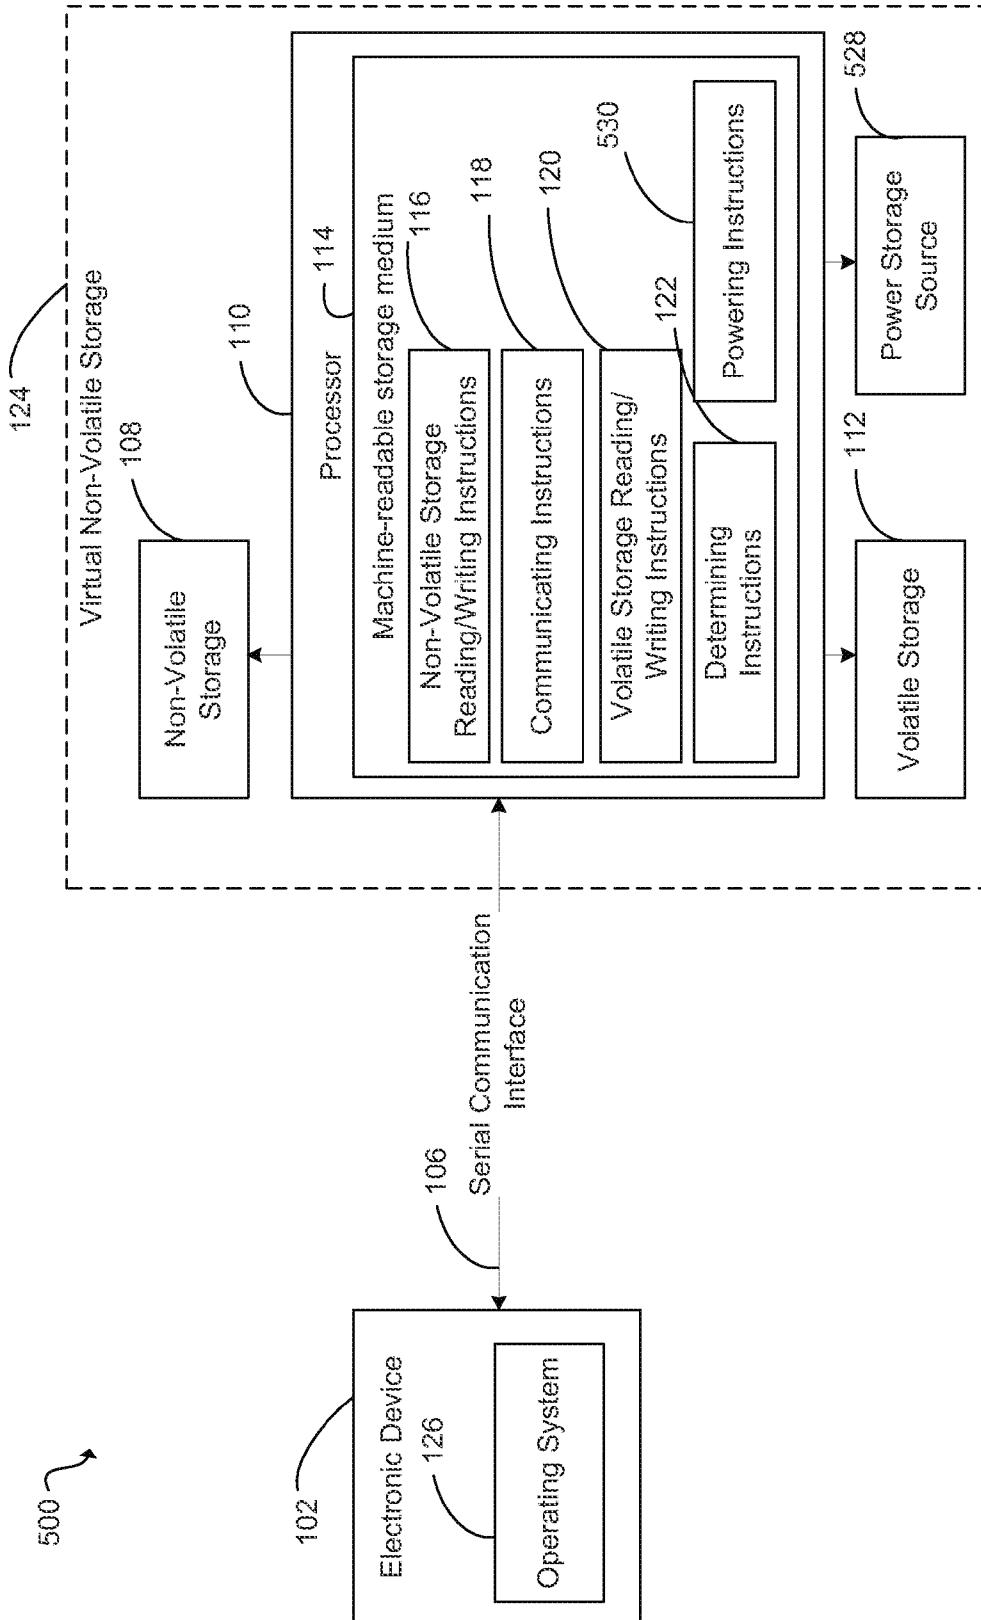 500
102
Electronic Device
126
Operating System
106
Serial Communication
Interface
124
Virtual Non-Volatile Storage
108
Non-Volatile
Storage
110
Processor
114
Machine-readable storage medium
116
Non-Volatile Storage
Reading/Writing Instructions
118
Communicating Instructions
120
Volatile Storage Reading/
Writing Instructions
122
Determining
Instructions
530
Powering Instructions
112
Volatile Storage
528
Power Storage
Source